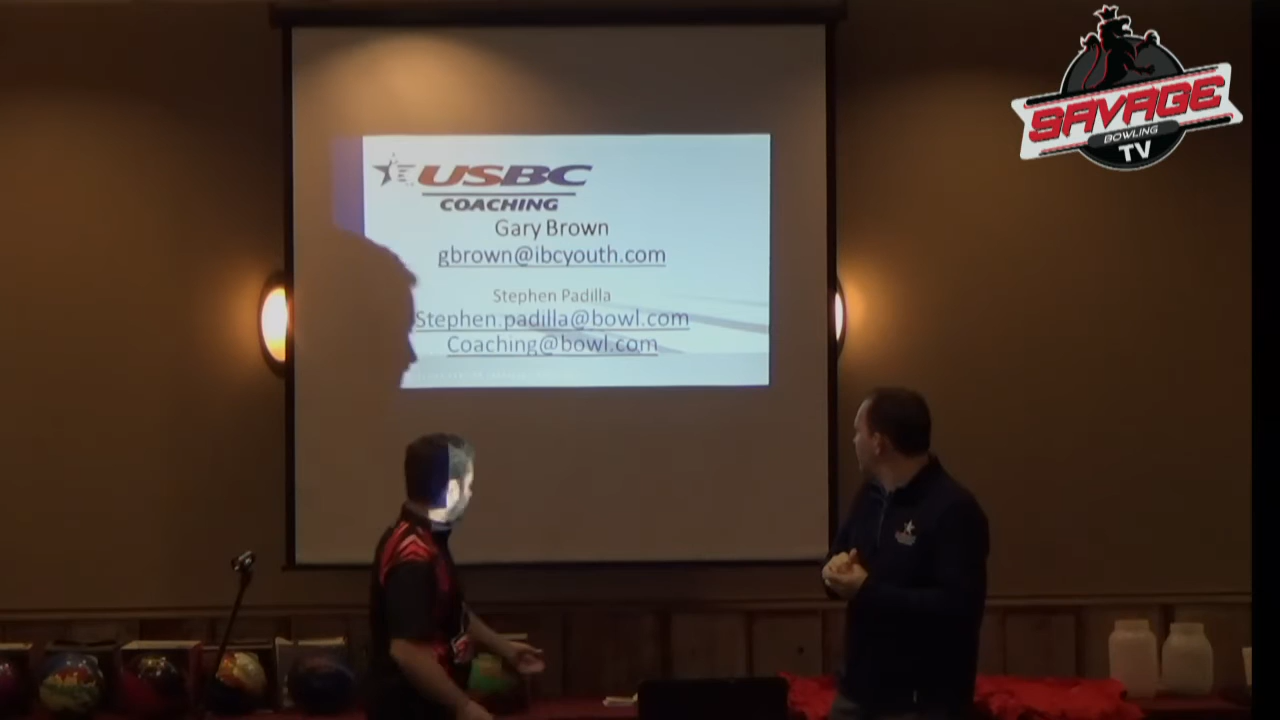 SAVAGE
BOWLING
TV
USBC
COACHING
Gary Brown
gbrown@ibcyouth.com
Stephen Padilla
Stephen.padilla@bowl.com
Coaching@bowl.com